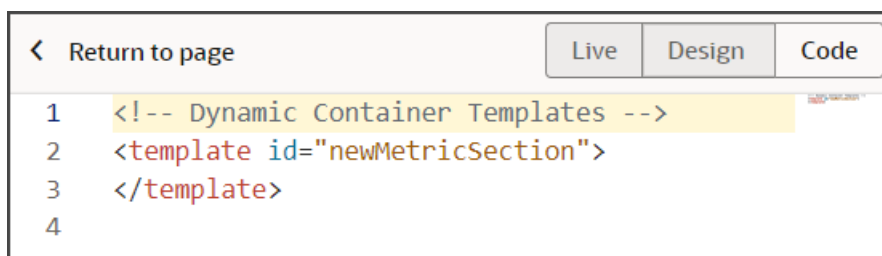 Return to page
Live
Design
Code
1 <!-- Dynamic Container Templates -->
2 <template id="newMetricSection">
3 </template>
4